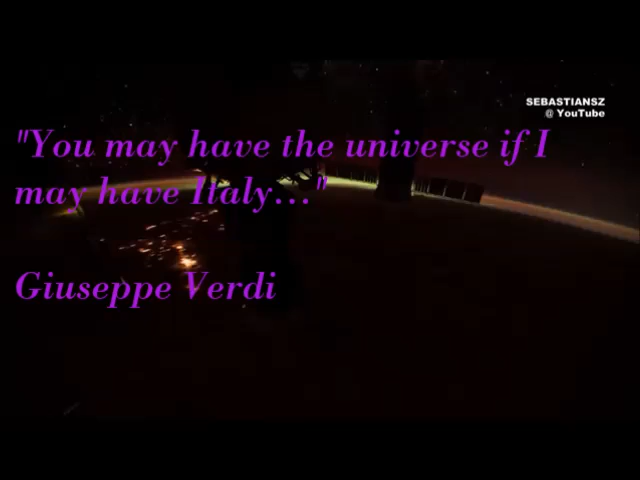 SEBASTIANSZ
@ YouTube
"You may have the universe if I
may have Italy..."
Giuseppe Verdi